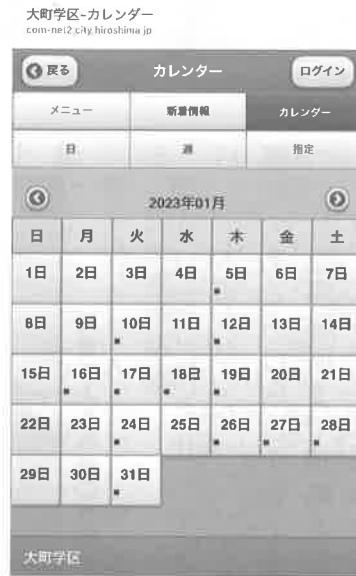 大町学区-カレンダー
com-net2.city.hiroshima.jp
戻る カレンダー ログイン
メニュー 新着情報 カレンダー
日 週 指定
2023年01月
日 月 火 水 木 金 土
1日 2日 3日 4日 5日 6日 7日
8日 9日 10日 11日 12日 13日 14日
15日 16日 17日 18日 19日 20日 21日
22日 23日 24日 25日 26日 27日 28日
29日 30日 31日
大町学区